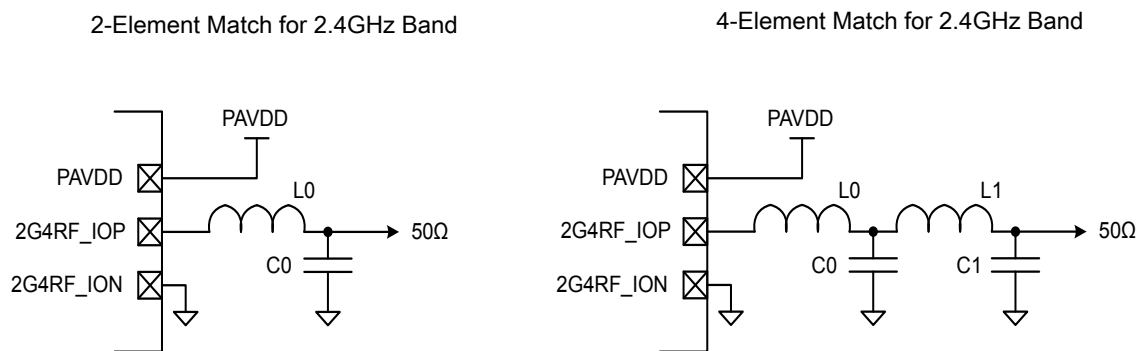 2-Element Match for 2.4GHz Band
PAVDD
PAVDD
L0
2G4RF_IOP
50Ω
C0
2G4RF_ION
4-Element Match for 2.4GHz Band
PAVDD
PAVDD
L0
L1
2G4RF_IOP
50Ω
C0
C1
2G4RF_ION